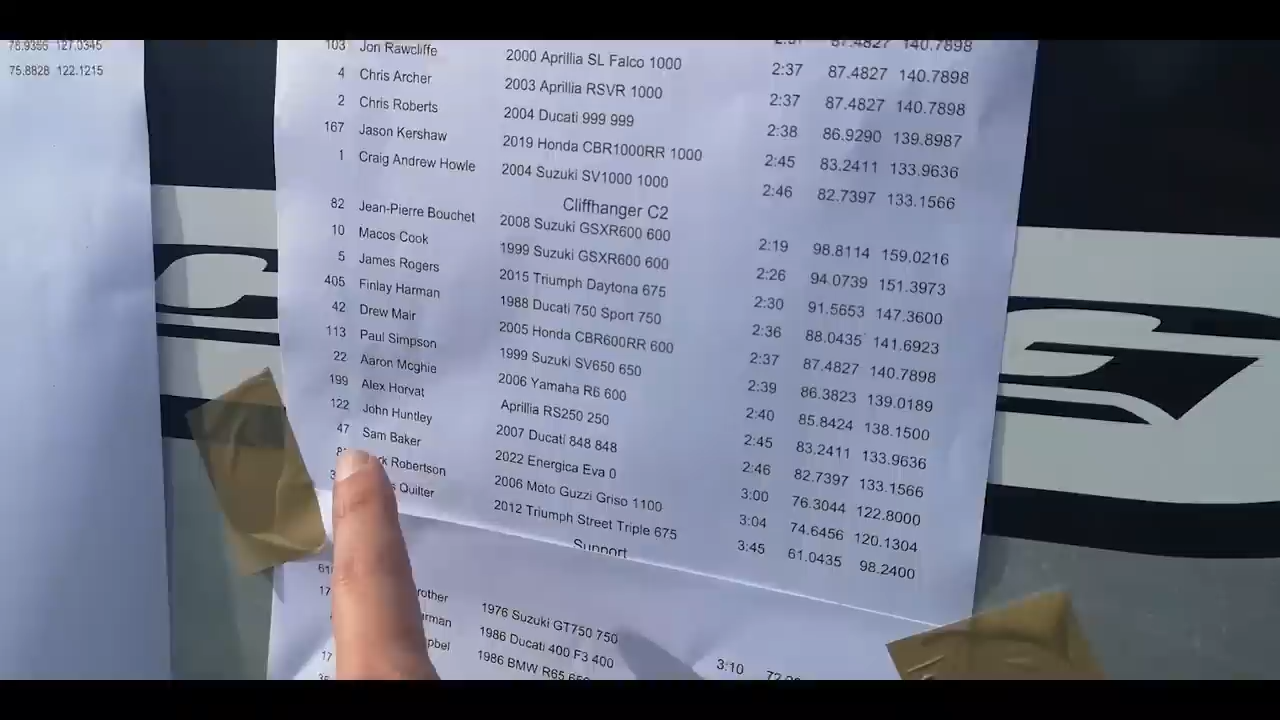 78.9386 127.0345
75.8828 122.1215
87.4827 140.7898
103 Jon Rawcliffe 2000 Aprillia SL Falco 1000 2:37 87.4827 140.7898
4 Chris Archer 2003 Aprillia RSVR 1000 2:37 87.4827 140.7898
2 Chris Roberts 2004 Ducati 999 999 2:38 86.9290 139.8987
167 Jason Kershaw 2019 Honda CBR1000RR 1000 2:45 83.2411 133.9636
1 Craig Andrew Howle 2004 Suzuki SV1000 1000 2:46 82.7397 133.1566
Cliffhanger C2
82 Jean-Pierre Bouchet 2008 Suzuki GSXR600 600 2:19 98.8114 159.0216
10 Macos Cook 1999 Suzuki GSXR600 600 2:26 94.0739 151.3973
5 James Rogers 2015 Triumph Daytona 675 2:30 91.5653 147.3600
405 Finlay Harman 1988 Ducati 750 Sport 750 2:36 88.0435 141.6923
42 Drew Mair 2005 Honda CBR600RR 600 2:37 87.4827 140.7898
113 Paul Simpson 1999 Suzuki SV650 650 2:39 86.3823 139.0189
22 Aaron Mcghie 2006 Yamaha R6 600 2:40 85.8424 138.1500
199 Alex Horvat Aprillia RS250 250 2:45 83.2411 133.9636
122 John Huntley 2007 Ducati 848 848 2:46 82.7397 133.1566
47 Sam Baker 2022 Energica Eva 0 3:00 76.3044 122.8000
Robertson 2006 Moto Guzzi Griso 1100 3:04 74.6456 120.1304
Quilter 2012 Triumph Street Triple 675 3:45 61.0435 98.2400
Support
1976 Suzuki GT750 750
1986 Ducati 400 F3 400 3:10
1986 BMW R65